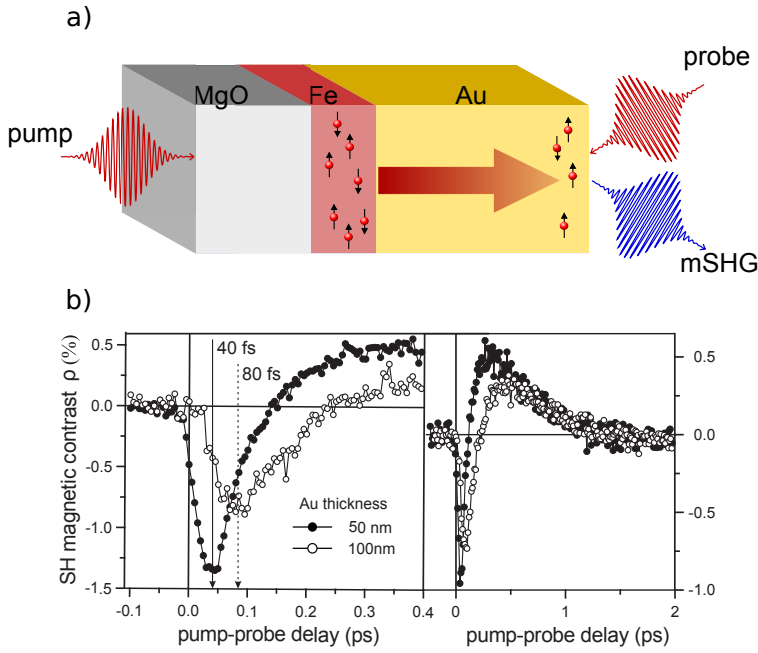 a)
probe
MgO Fe Au
pump
mSHG
b)
SH magnetic contrast ρ (%)
0.5
0.0
-0.5
-1.0
-1.5
40 fs
80 fs
Au thickness
50 nm
100nm
-0.1 0.0 0.1 0.2 0.3 0.4
pump-probe delay (ps)
0.5
0.0
-0.5
-1.0
0 1 2
pump-probe delay (ps)